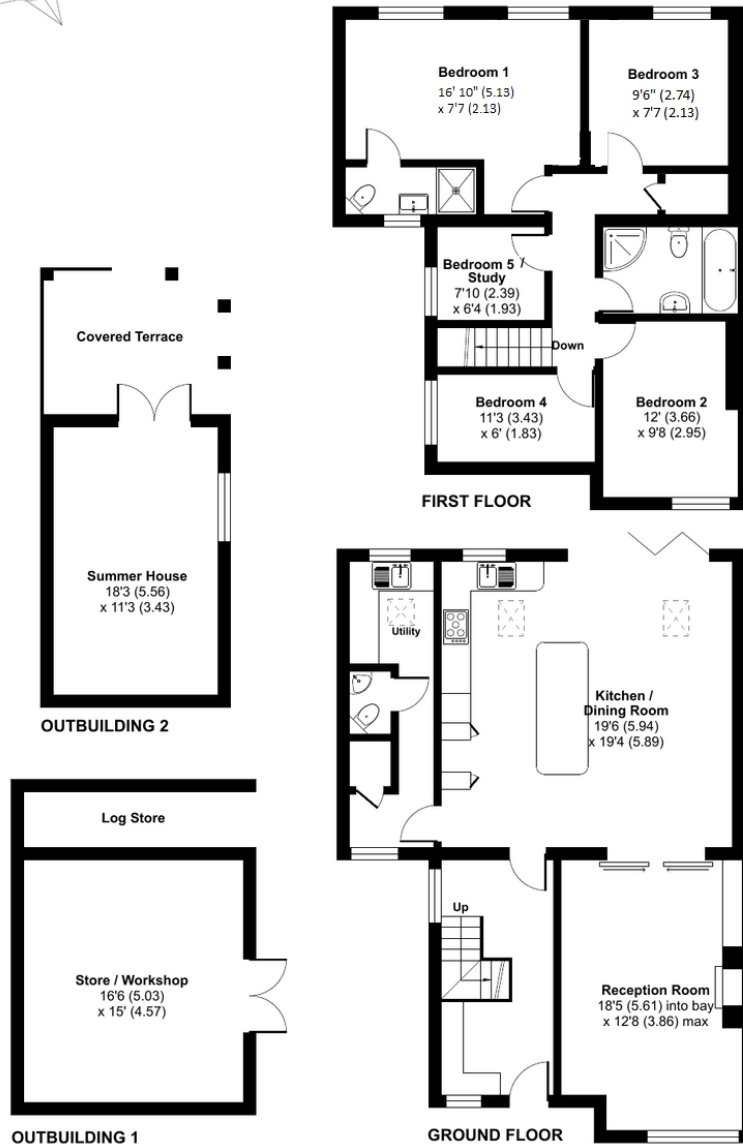 Bedroom 1
16' 10" (5.13)
x 7'7 (2.13)
Bedroom 3
9'6" (2.74)
x 7'7 (2.13)
Bedroom 5 /
Study
7'10 (2.39)
x 6'4 (1.93)
Down
Bedroom 4
11'3 (3.43)
x 6' (1.83)
Bedroom 2
12' (3.66)
x 9'8 (2.95)
FIRST FLOOR
Covered Terrace
Summer House
18'3 (5.56)
x 11'3 (3.43)
OUTBUILDING 2
Utility
Kitchen /
Dining Room
19'6 (5.94)
x 19'4 (5.89)
Up
Reception Room
18'5 (5.61) into bay
x 12'8 (3.86) max
GROUND FLOOR
Log Store
Store / Workshop
16'6 (5.03)
x 15' (4.57)
OUTBUILDING 1